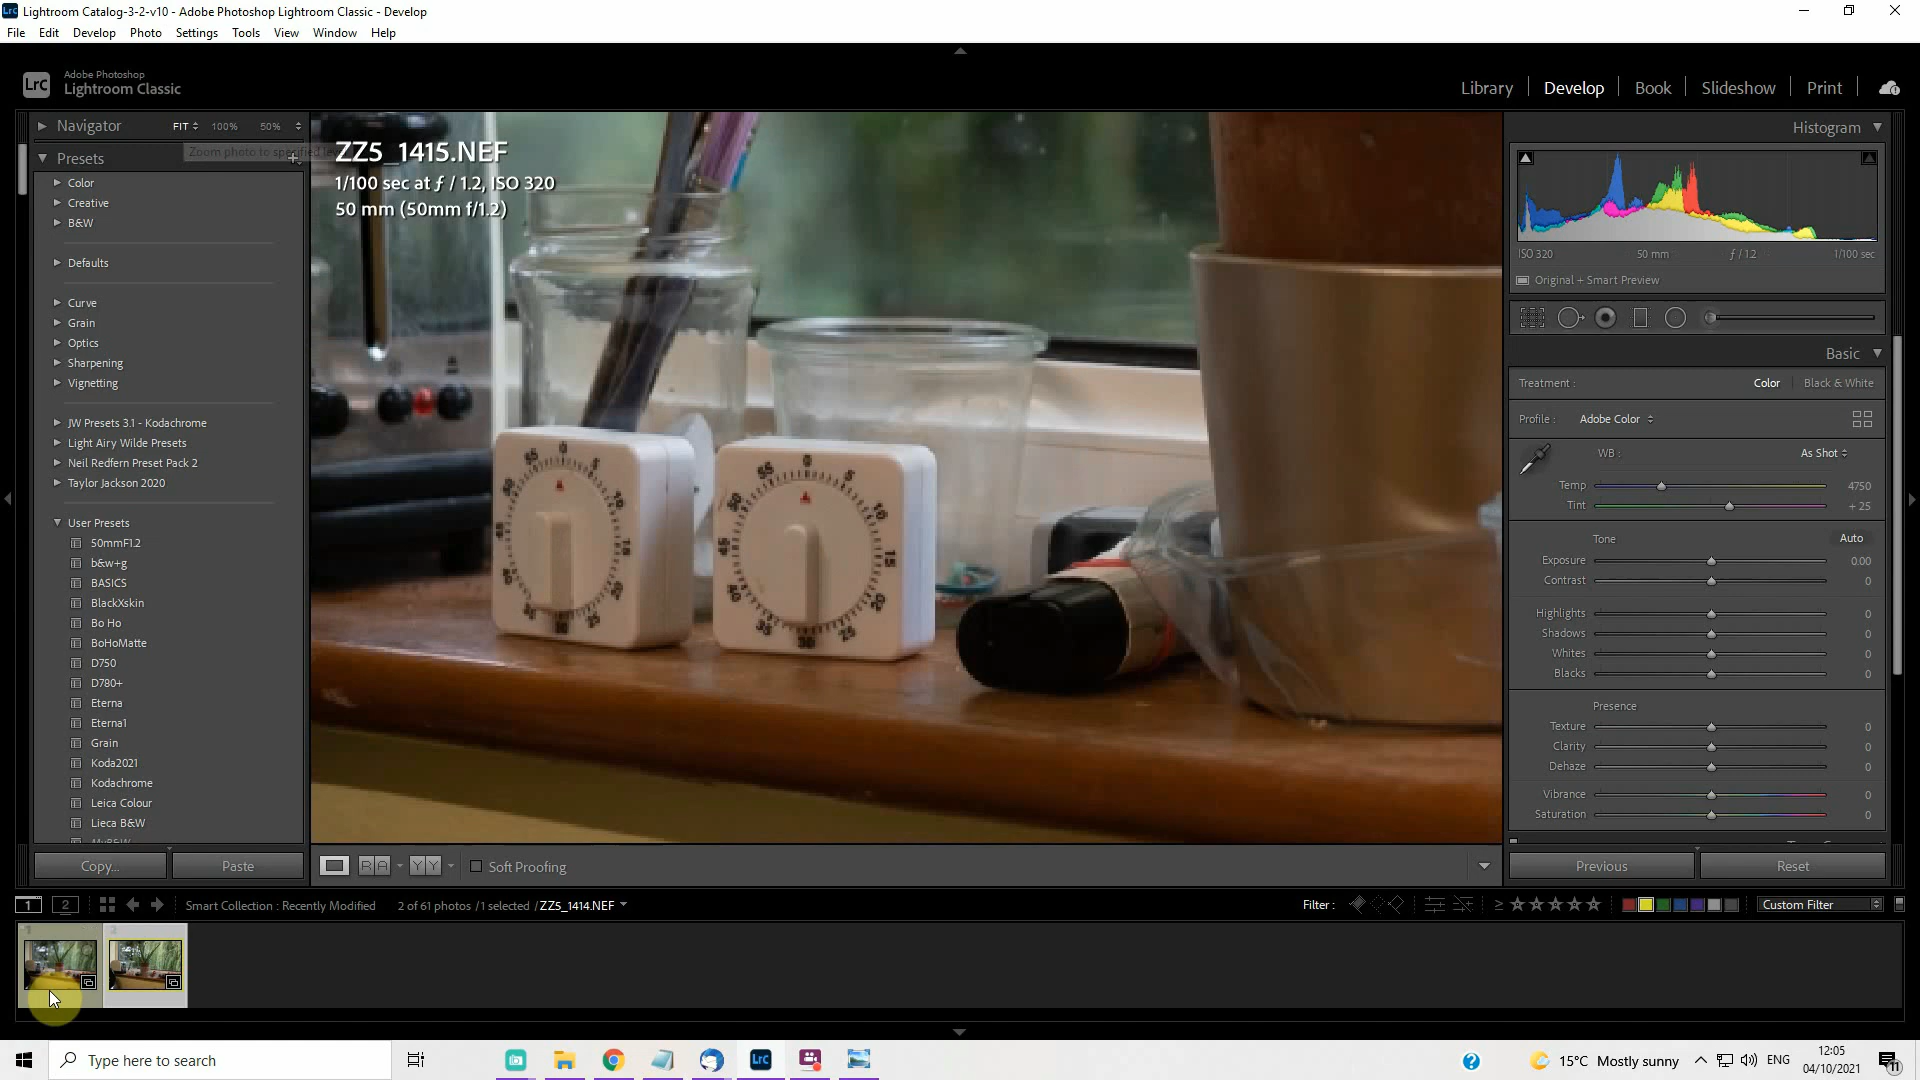 Lightroom Catalog-3-2-v10 - Adobe Photoshop Lightroom Classic - Develop
File Edit Develop Photo Settings Tools View Window Help
LrC Adobe Photoshop
Lightroom Classic
Library Develop Book Slideshow Print
Navigator FIT 100% 50%
Presets
Color
Creative
B&W
Defaults
Curve
Grain
Optics
Sharpening
Vignetting
JW Presets 3.1 - Kodachrome
Light Airy Wilde Presets
Neil Redfern Preset Pack 2
Taylor Jackson 2020
User Presets
50mmF1.2
b&w+g
BASICS
BlackXskin
Bo Ho
BoHoMatte
D750
D780+
Eterna
Eterna1
Grain
Koda2021
Kodachrome
Leica Colour
Lieca B&W
Copy... Paste
ZZ5_1415.NEF
1/100 sec at ƒ / 1.2, ISO 320
50 mm (50mm f/1.2)
Soft Proofing
Histogram
ISO 320 50 mm ƒ / 1.2 1/100 sec
Original + Smart Preview
Basic
Treatment : Color Black & White
Profile : Adobe Color
WB : As Shot
Temp 4750
Tint + 25
Tone Auto
Exposure 0.00
Contrast 0
Highlights 0
Shadows 0
Whites 0
Blacks 0
Presence
Texture 0
Clarity 0
Dehaze 0
Vibrance 0
Saturation 0
Previous Reset
1 2 Smart Collection : Recently Modified 2 of 61 photos / 1 selected / ZZ5_1414.NEF Filter : Custom Filter
Type here to search
Lrc
15°C Mostly sunny ENG
12:05
04/10/2021
11